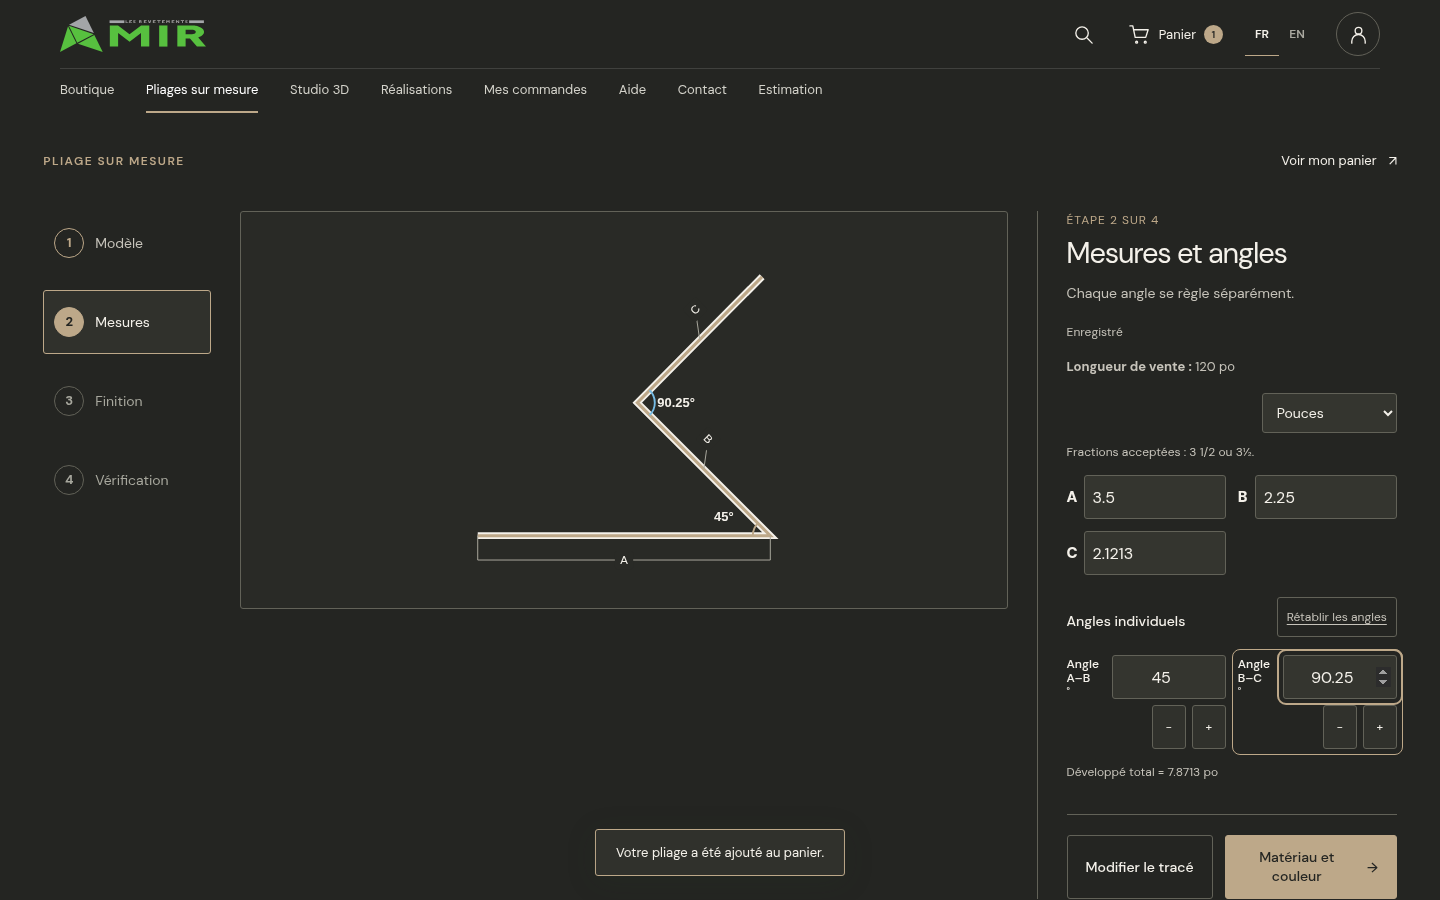 LES REVÊTEMENTS
MIR
Panier 1
FR EN
Boutique Pliages sur mesure Studio 3D Réalisations Mes commandes Aide Contact Estimation
PLIAGE SUR MESURE
Voir mon panier
1 Modèle
2 Mesures
3 Finition
4 Vérification
C
90.25°
B
45°
A
ÉTAPE 2 SUR 4
Mesures et angles
Chaque angle se règle séparément.
Enregistré
Longueur de vente : 120 po
Pouces
Fractions acceptées : 3 1/2 ou 3½.
A 3.5 B 2.25
C 2.1213
Angles individuels
Rétablir les angles
Angle A–B ° 45
- +
Angle B–C ° 90.25
- +
Développé total = 7.8713 po
Modifier le tracé
Matériau et couleur
Votre pliage a été ajouté au panier.